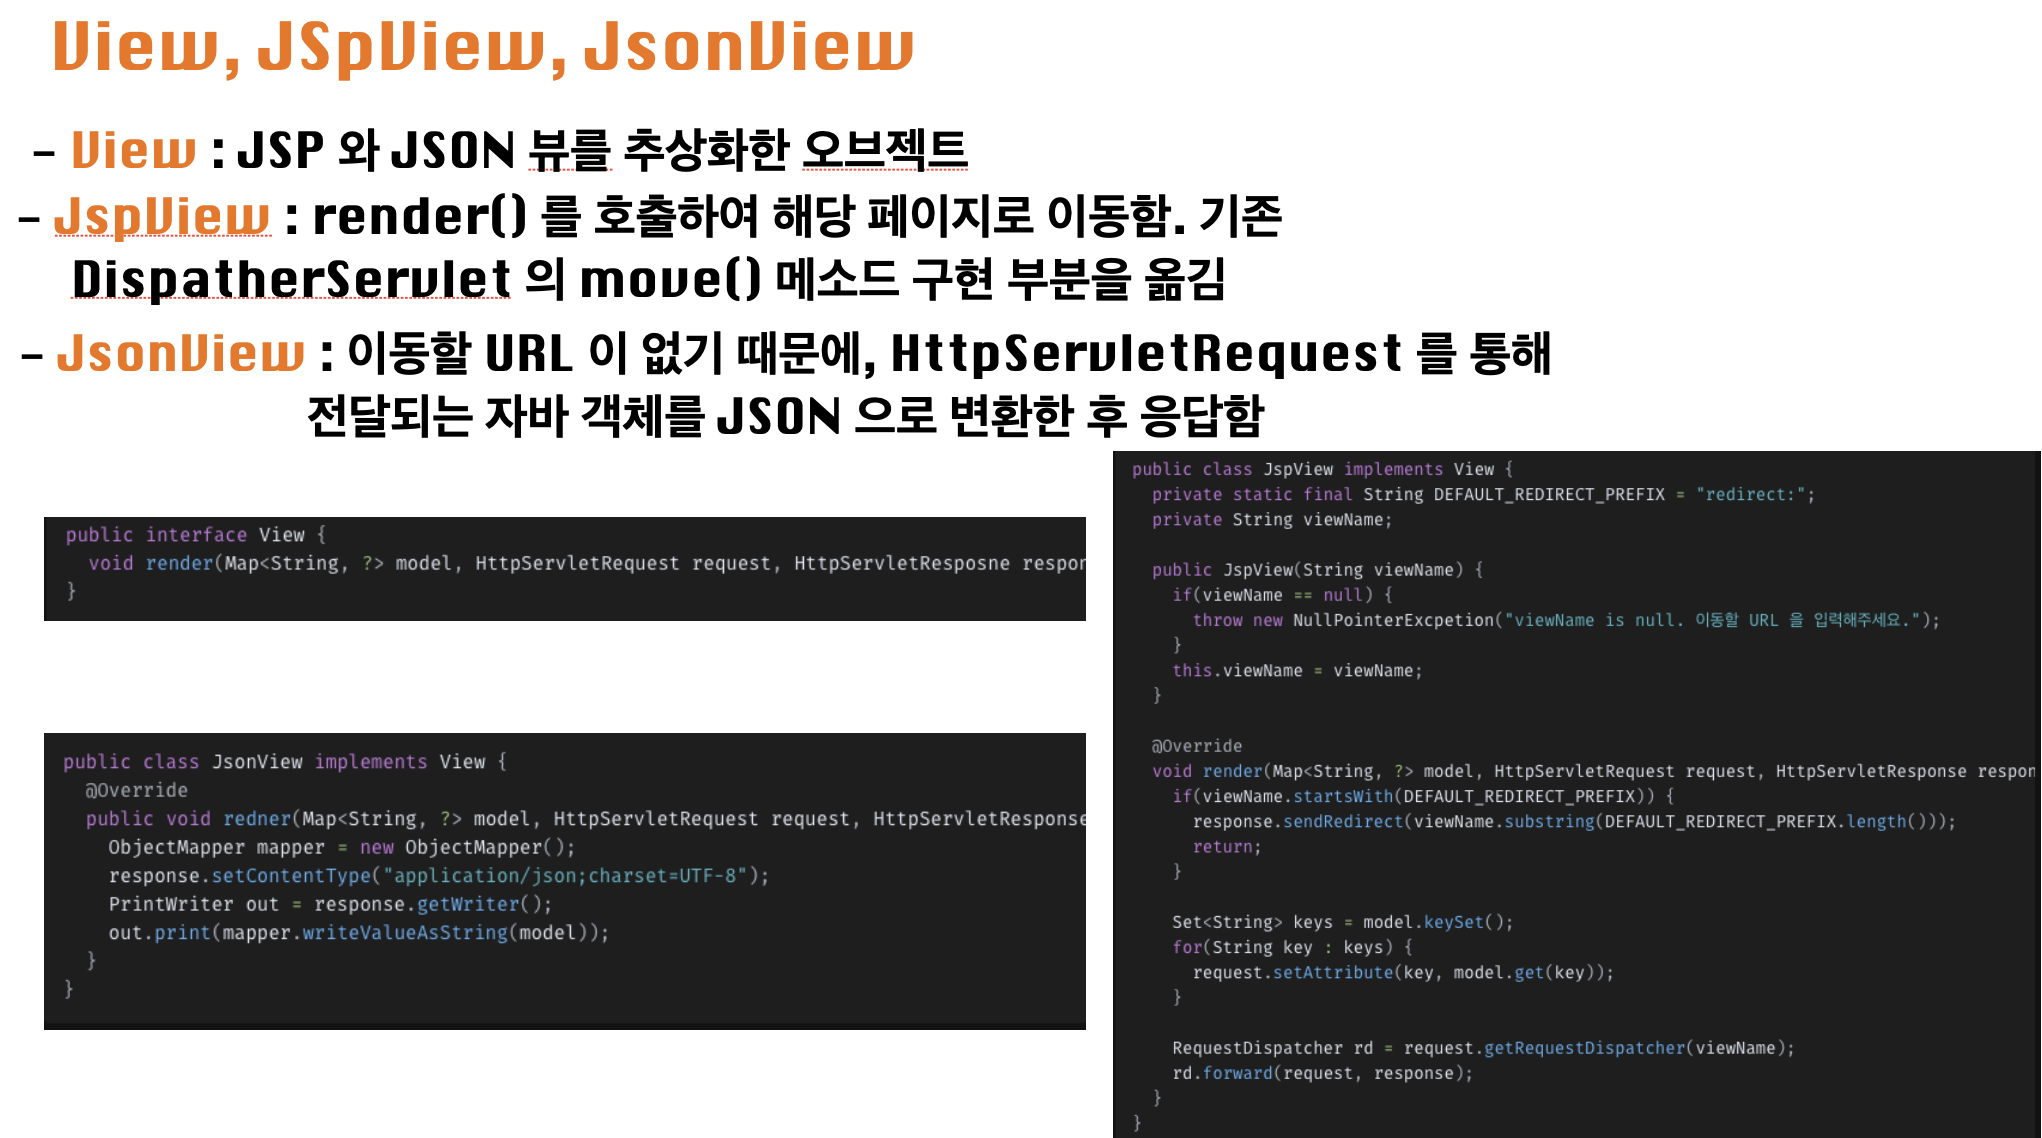 View, JSpView, JsonView
- View : JSP 와 JSON 뷰를 추상화한 오브젝트
- JspView : render() 를 호출하여 해당 페이지로 이동함. 기존
DispatherServlet 의 move() 메소드 구현 부분을 옮김
- JsonView : 이동할 URL 이 없기 때문에, HttpServletRequest 를 통해
전달되는 자바 객체를 JSON 으로 변환한 후 응답함
public interface View {
void render(Map<String, ?> model, HttpServletRequest request, HttpServletResposne respon
}
public class JsonView implements View {
@Override
public void redner(Map<String, ?> model, HttpServletRequest request, HttpServletResponse
ObjectMapper mapper = new ObjectMapper();
response.setContentType("application/json;charset=UTF-8");
PrintWriter out = response.getWriter();
out.print(mapper.writeValueAsString(model));
}
}
public class JspView implements View {
private static final String DEFAULT_REDIRECT_PREFIX = "redirect:";
private String viewName;
public JspView(String viewName) {
if(viewName == null) {
throw new NullPointerExcpetion("viewName is null. 이동할 URL 을 입력해주세요.");
}
this.viewName = viewName;
}
@Override
void render(Map<String, ?> model, HttpServletRequest request, HttpServletResponse respon
if(viewName.startsWith(DEFAULT_REDIRECT_PREFIX)) {
response.sendRedirect(viewName.substring(DEFAULT_REDIRECT_PREFIX.length()));
return;
}
Set<String> keys = model.keySet();
for(String key : keys) {
request.setAttribute(key, model.get(key));
}
RequestDispatcher rd = request.getRequestDispatcher(viewName);
rd.forward(request, response);
}
}